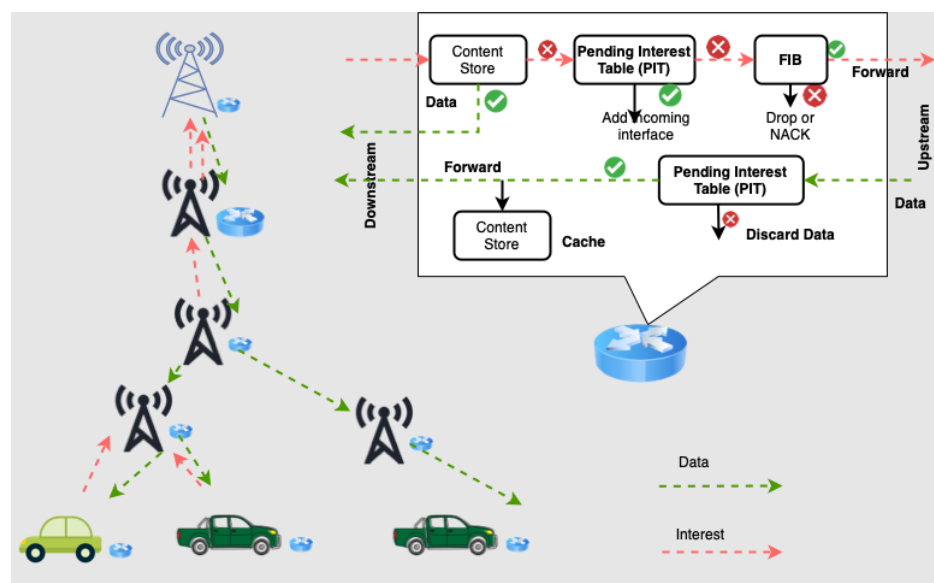 Content
Store
Pending Interest
Table (PIT)
FIB
Forward
Data
Add incoming
interface
Drop or
NACK
Upstream
Downstream
Forward
Pending Interest
Table (PIT)
Data
Content
Store
Cache
Discard Data
Data
Interest